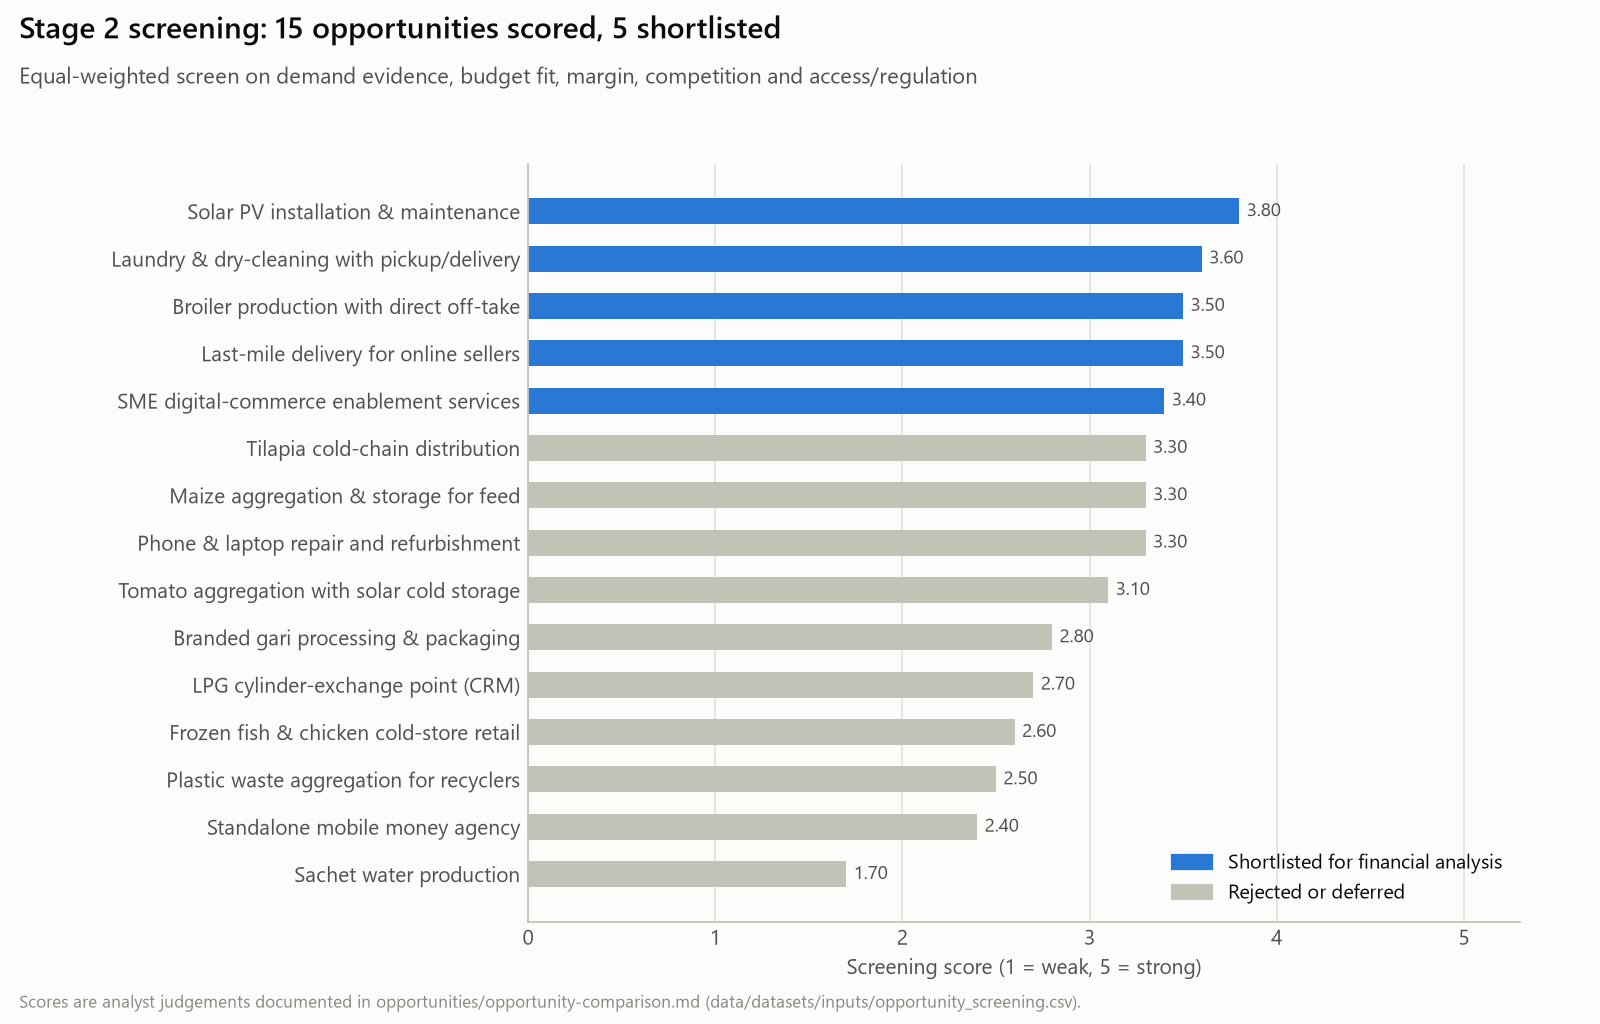 Stage 2 screening: 15 opportunities scored, 5 shortlisted
Equal-weighted screen on demand evidence, budget fit, margin, competition and access/regulation
Solar PV installation & maintenance 3.80
Laundry & dry-cleaning with pickup/delivery 3.60
Broiler production with direct off-take 3.50
Last-mile delivery for online sellers 3.50
SME digital-commerce enablement services 3.40
Tilapia cold-chain distribution 3.30
Maize aggregation & storage for feed 3.30
Phone & laptop repair and refurbishment 3.30
Tomato aggregation with solar cold storage 3.10
Branded gari processing & packaging 2.80
LPG cylinder-exchange point (CRM) 2.70
Frozen fish & chicken cold-store retail 2.60
Plastic waste aggregation for recyclers 2.50
Standalone mobile money agency 2.40
Sachet water production 1.70
Shortlisted for financial analysis
Rejected or deferred
0 1 2 3 4 5
Screening score (1 = weak, 5 = strong)
Scores are analyst judgements documented in opportunities/opportunity-comparison.md (data/datasets/inputs/opportunity_screening.csv).